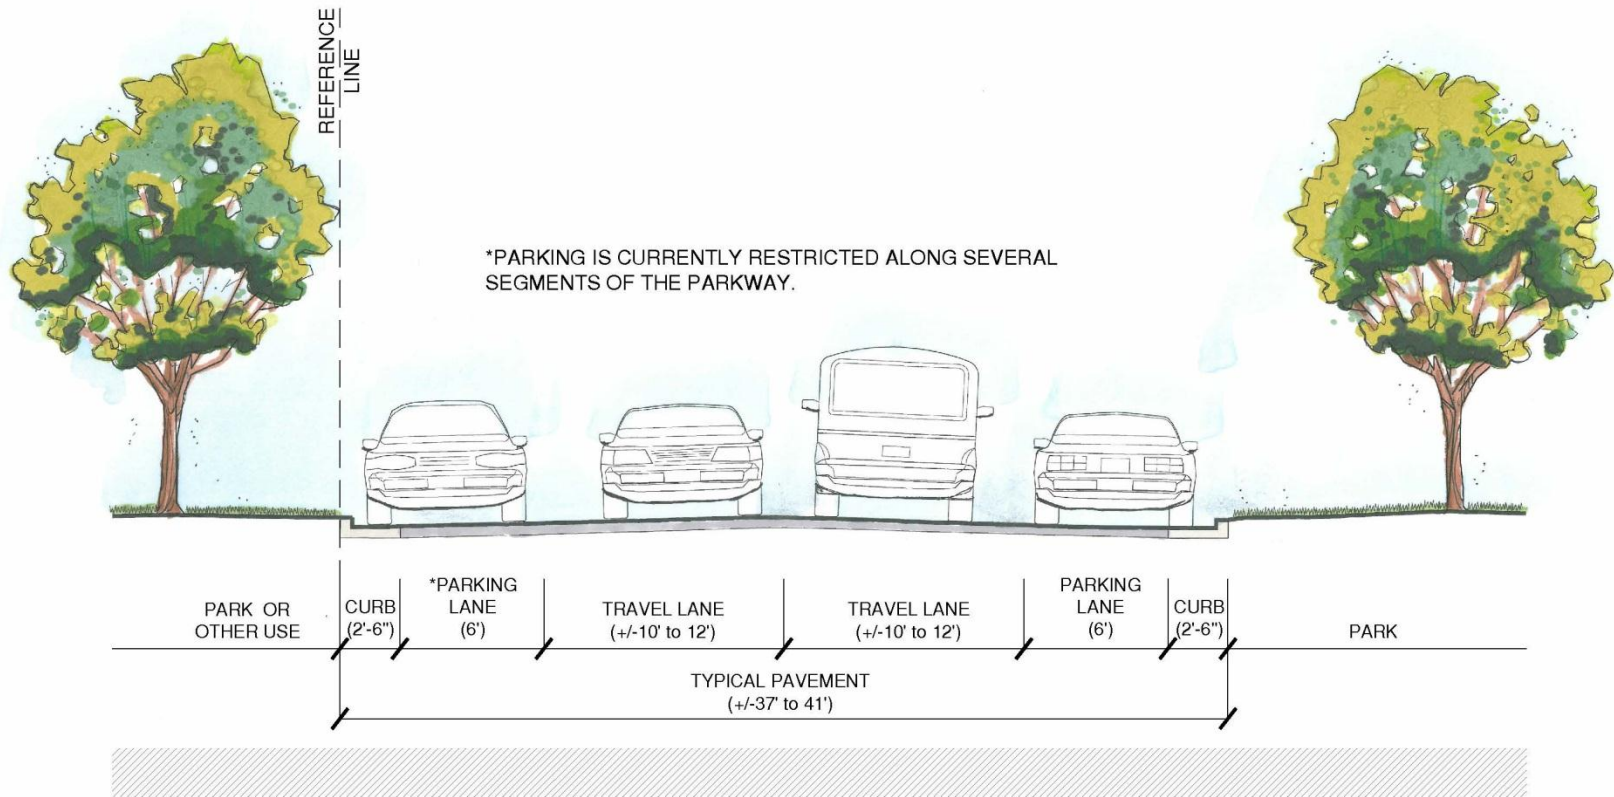 REFERENCE
LINE
*PARKING IS CURRENTLY RESTRICTED ALONG SEVERAL
SEGMENTS OF THE PARKWAY.
PARK OR
OTHER USE
CURB
(2'-6")
*PARKING
LANE
(6')
TRAVEL LANE
(+/-10' to 12')
TRAVEL LANE
(+/-10' to 12')
PARKING
LANE
(6')
CURB
(2'-6")
PARK
TYPICAL PAVEMENT
(+/-37' to 41')